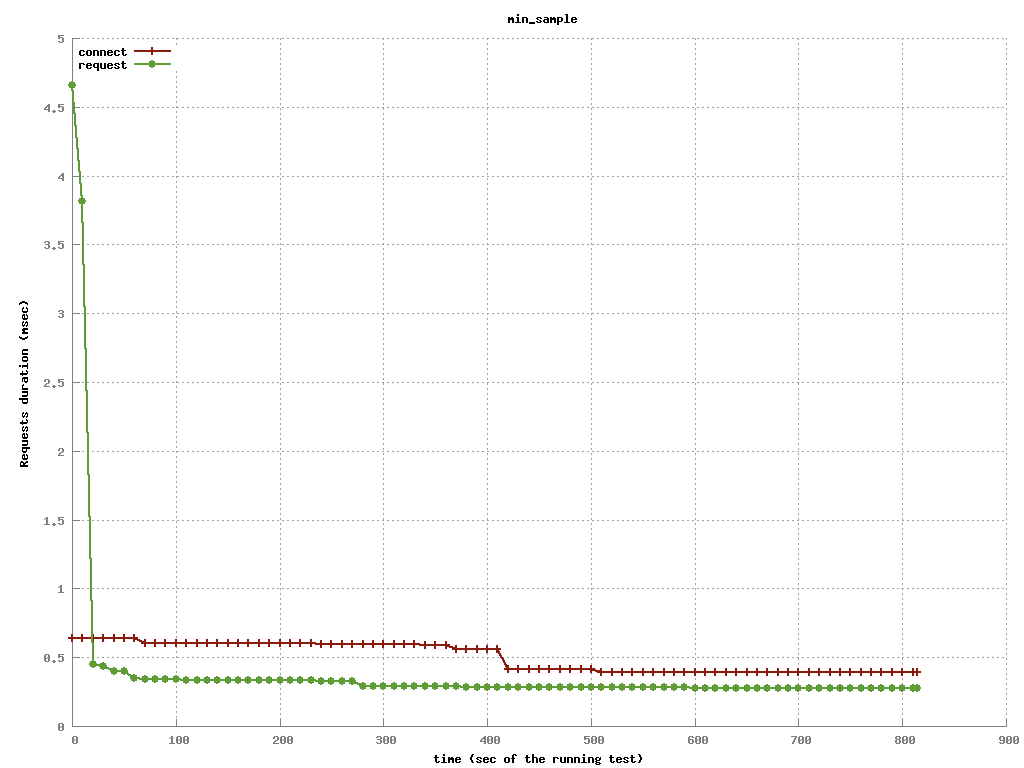 min_sample
connect
request
5
4.5
4
3.5
3
2.5
2
1.5
1
0.5
0
Requests duration (msec)
0 100 200 300 400 500 600 700 800 900
time (sec of the running test)